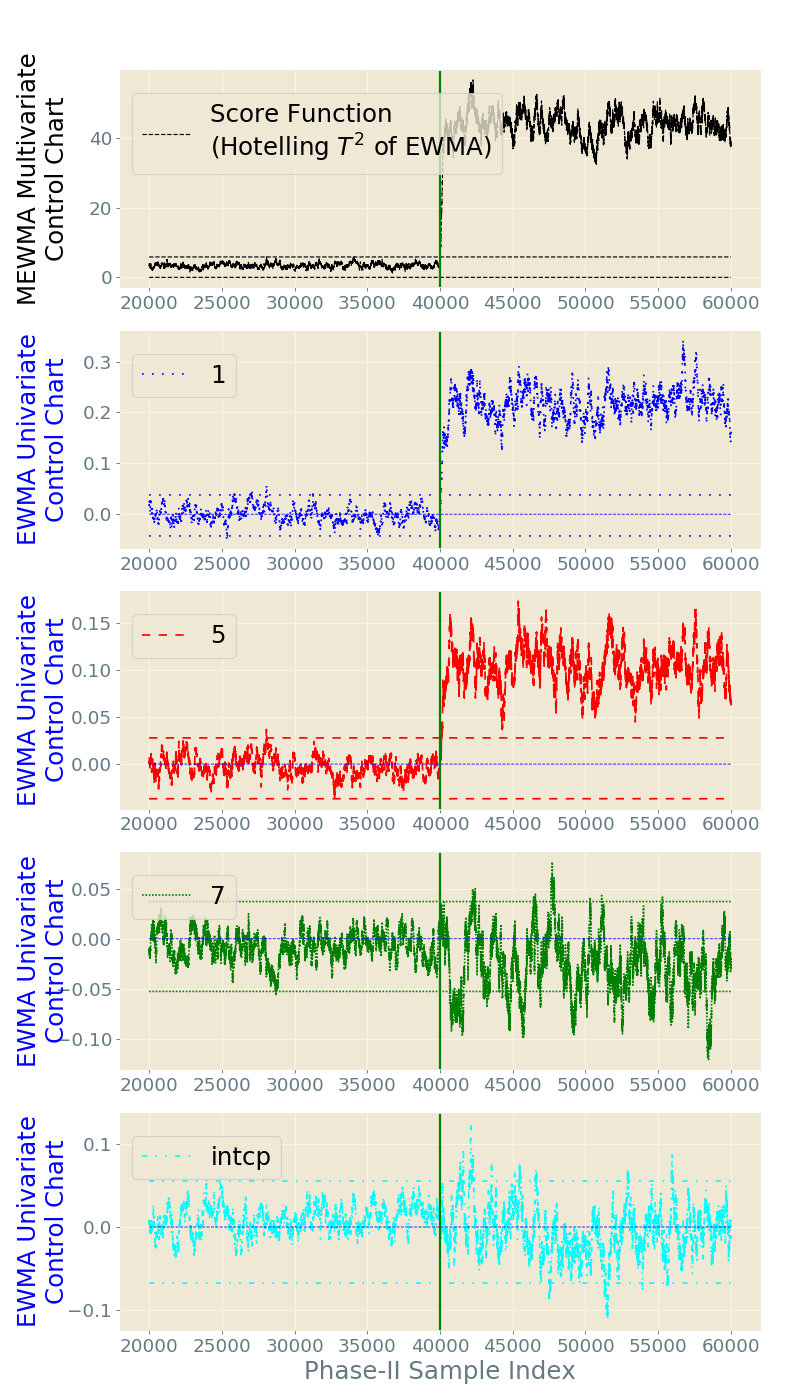 MEWMA Multivariate
Control Chart
40
20
0
Score Function
(Hotelling T² of EWMA)
20000 25000 30000 35000 40000 45000 50000 55000 60000
EWMA Univariate
Control Chart
0.3
0.2
0.1
0.0
1
20000 25000 30000 35000 40000 45000 50000 55000 60000
EWMA Univariate
Control Chart
0.15
0.10
0.05
0.00
5
20000 25000 30000 35000 40000 45000 50000 55000 60000
EWMA Univariate
Control Chart
0.05
0.00
−0.05
−0.10
7
20000 25000 30000 35000 40000 45000 50000 55000 60000
EWMA Univariate
Control Chart
0.1
0.0
−0.1
intcp
20000 25000 30000 35000 40000 45000 50000 55000 60000
Phase-II Sample Index